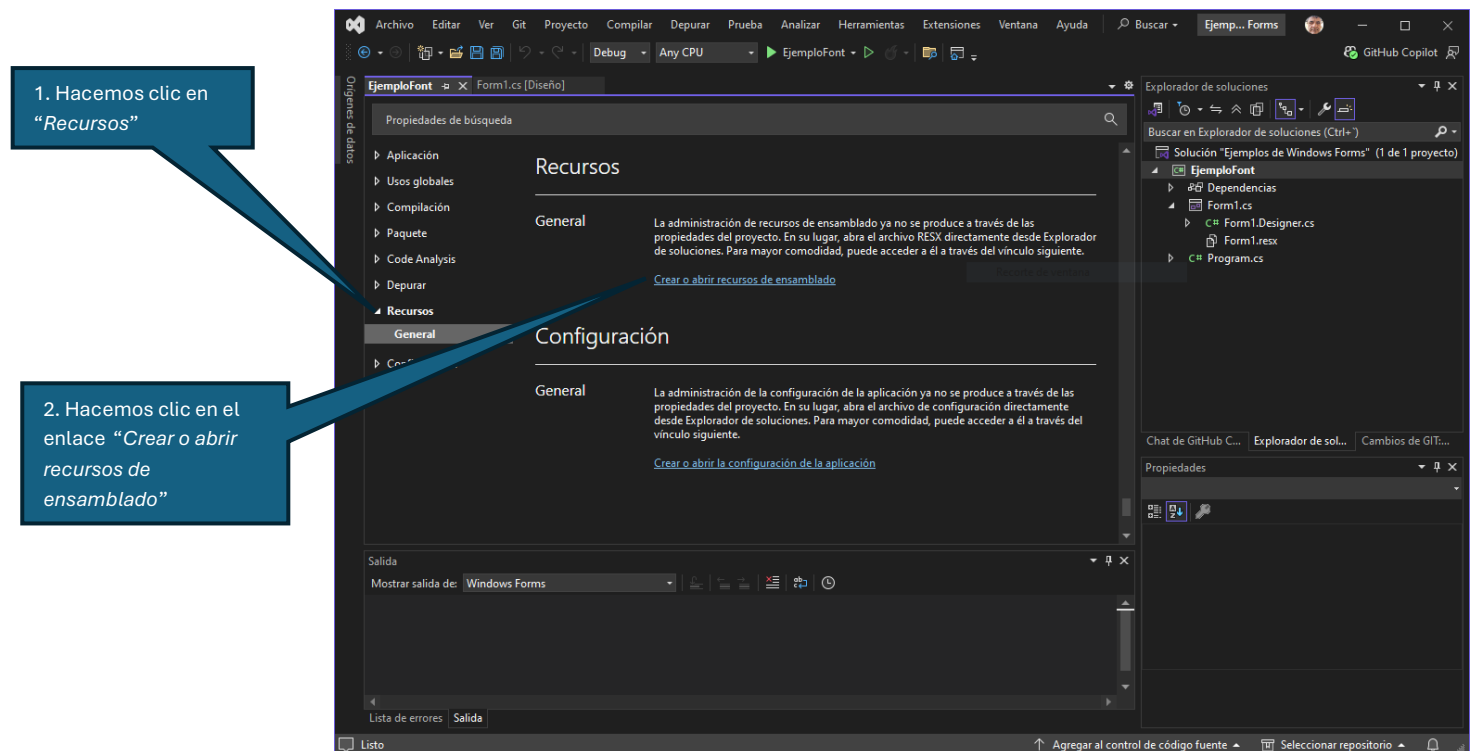 Archivo Editar Ver Git Proyecto Compilar Depurar Prueba Analizar Herramientas Extensiones Ventana Ayuda Buscar Ejemp... Forms
Debug Any CPU EjemploFont GitHub Copilot
1. Hacemos clic en
“Recursos”
2. Hacemos clic en el
enlace “Crear o abrir
recursos de
ensamblado”
Orígenes de datos
EjemploFont Form1.cs [Diseño]
Propiedades de búsqueda
Aplicación
Usos globales
Compilación
Paquete
Code Analysis
Depurar
Recursos
General
Recursos
General
La administración de recursos de ensamblado ya no se produce a través de las
propiedades del proyecto. En su lugar, abra el archivo RESX directamente desde Explorador
de soluciones. Para mayor comodidad, puede acceder a él a través del vínculo siguiente.
Crear o abrir recursos de ensamblado
Configuración
General
La administración de la configuración de la aplicación ya no se produce a través de las
propiedades del proyecto. En su lugar, abra el archivo de configuración directamente
desde Explorador de soluciones. Para mayor comodidad, puede acceder a él a través del
vínculo siguiente.
Crear o abrir la configuración de la aplicación
Salida
Mostrar salida de: Windows Forms
Lista de errores Salida
Explorador de soluciones
Buscar en Explorador de soluciones (Ctrl+`)
Solución "Ejemplos de Windows Forms" (1 de 1 proyecto)
EjemploFont
Dependencias
Form1.cs
C# Form1.Designer.cs
Form1.resx
C# Program.cs
Chat de GitHub C... Explorador de sol... Cambios de GIT:...
Propiedades
Listo Agregar al control de código fuente Seleccionar repositorio